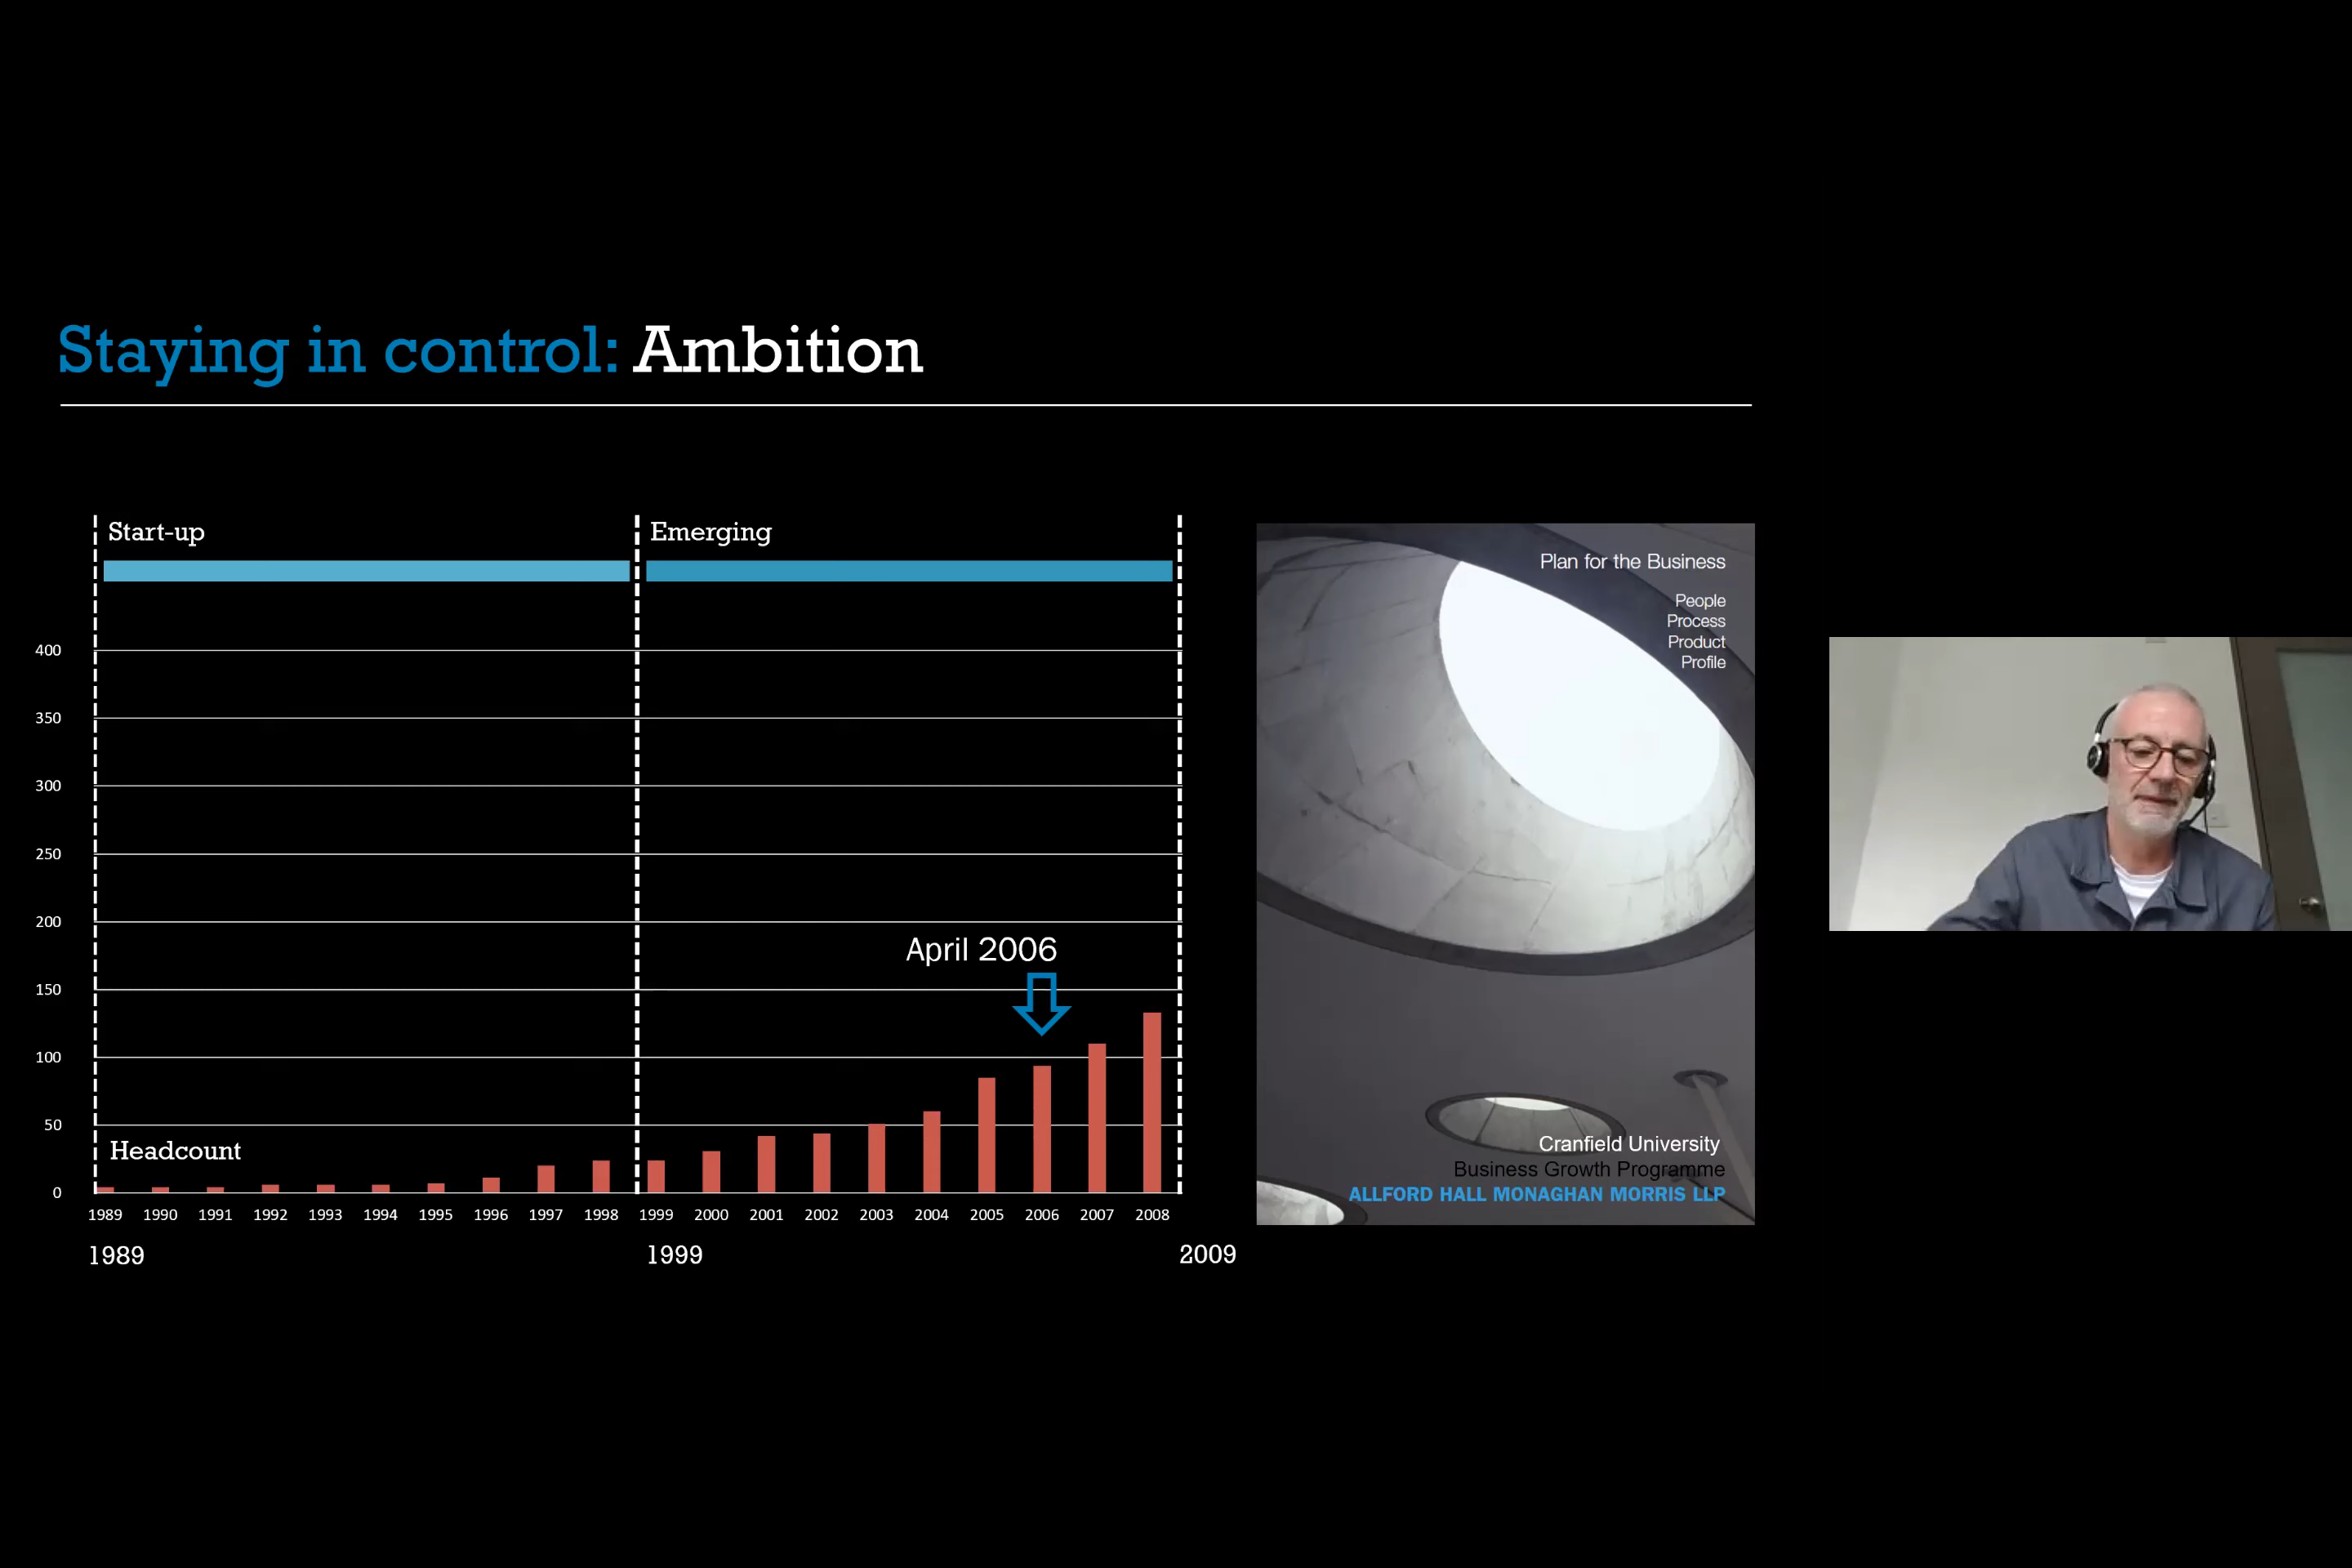 Staying in control: Ambition
Start-up
Emerging
400
350
300
250
200
150
100
50
0
April 2006
Headcount
1989 1990 1991 1992 1993 1994 1995 1996 1997 1998 1999 2000 2001 2002 2003 2004 2005 2006 2007 2008
1989 1999 2009
Plan for the Business
People
Process
Product
Profile
Cranfield University
Business Growth Programme
ALLFORD HALL MONAGHAN MORRIS LLP